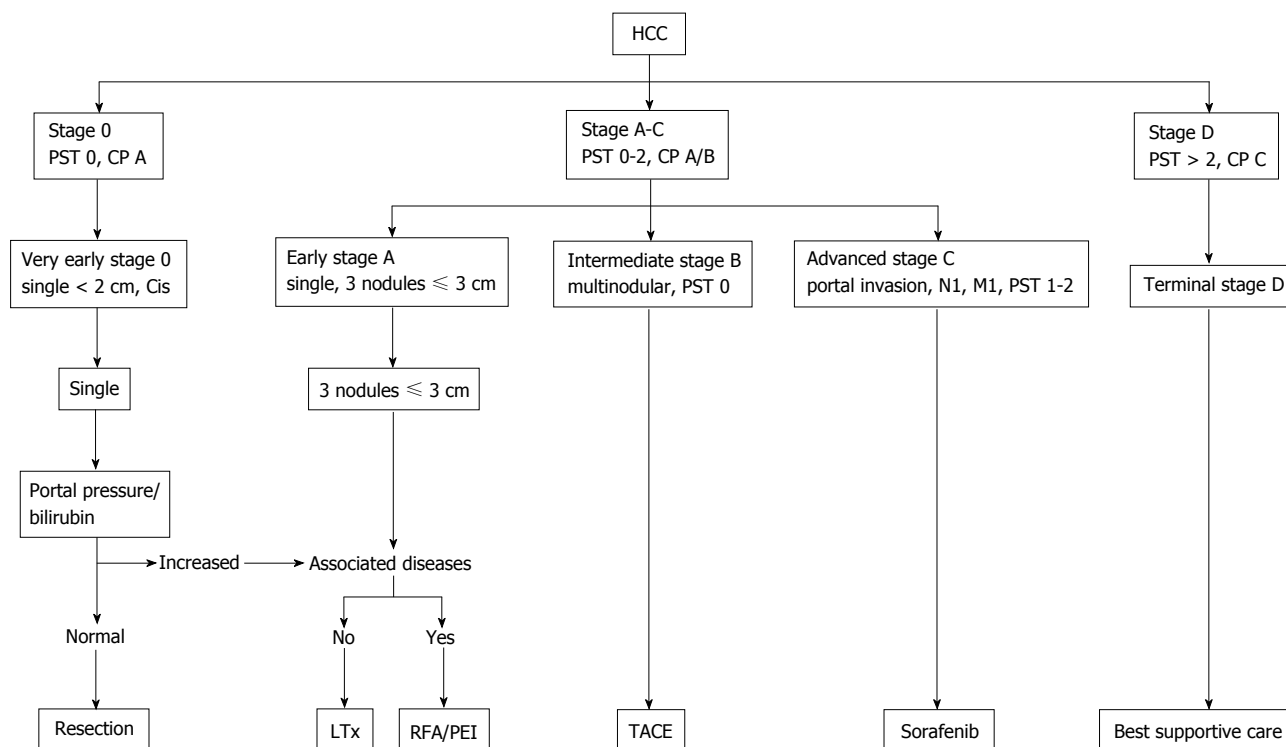 HCC
Stage 0
PST 0, CP A
Stage A-C
PST 0-2, CP A/B
Stage D
PST > 2, CP C
Very early stage 0
single < 2 cm, Cis
Early stage A
single, 3 nodules ≤ 3 cm
Intermediate stage B
multinodular, PST 0
Advanced stage C
portal invasion, N1, M1, PST 1-2
Terminal stage D
Single
3 nodules ≤ 3 cm
Portal pressure/
bilirubin
Increased
Associated diseases
Normal
No
Yes
Resection
LTx
RFA/PEI
TACE
Sorafenib
Best supportive care